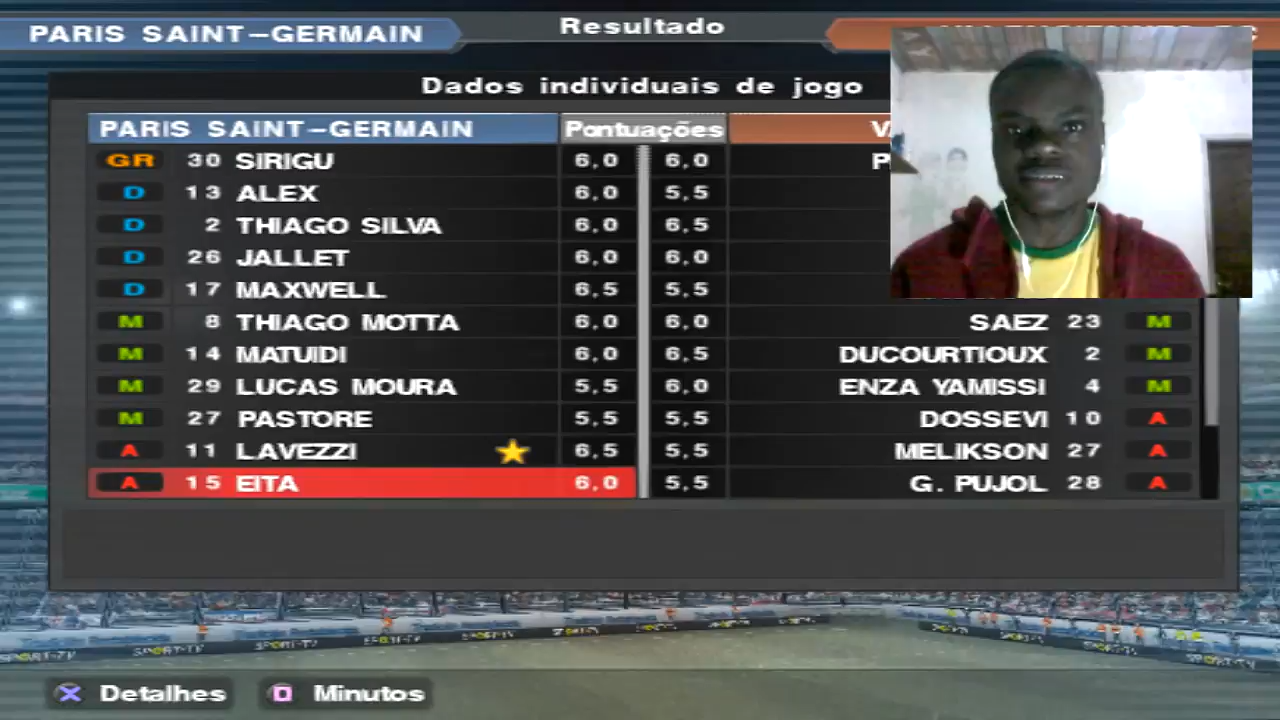 PARIS SAINT-GERMAIN Resultado
Dados individuais de jogo
PARIS SAINT-GERMAIN Pontuações
GR 30 SIRIGU 6,0 6,0
D 13 ALEX 6,0 5,5
D 2 THIAGO SILVA 6,0 6,5
D 26 JALLET 6,0 6,0
D 17 MAXWELL 6,5 5,5
M 8 THIAGO MOTTA 6,0 6,0 SAEZ 23 M
M 14 MATUIDI 6,0 6,5 DUCOURTIOUX 2 M
M 29 LUCAS MOURA 5,5 6,0 ENZA YAMISSI 4 M
M 27 PASTORE 5,5 5,5 DOSSEVI 10 A
A 11 LAVEZZI 6,5 5,5 MELIKSON 27 A
A 15 EITA 6,0 5,5 G. PUJOL 28 A
Detalhes Minutos